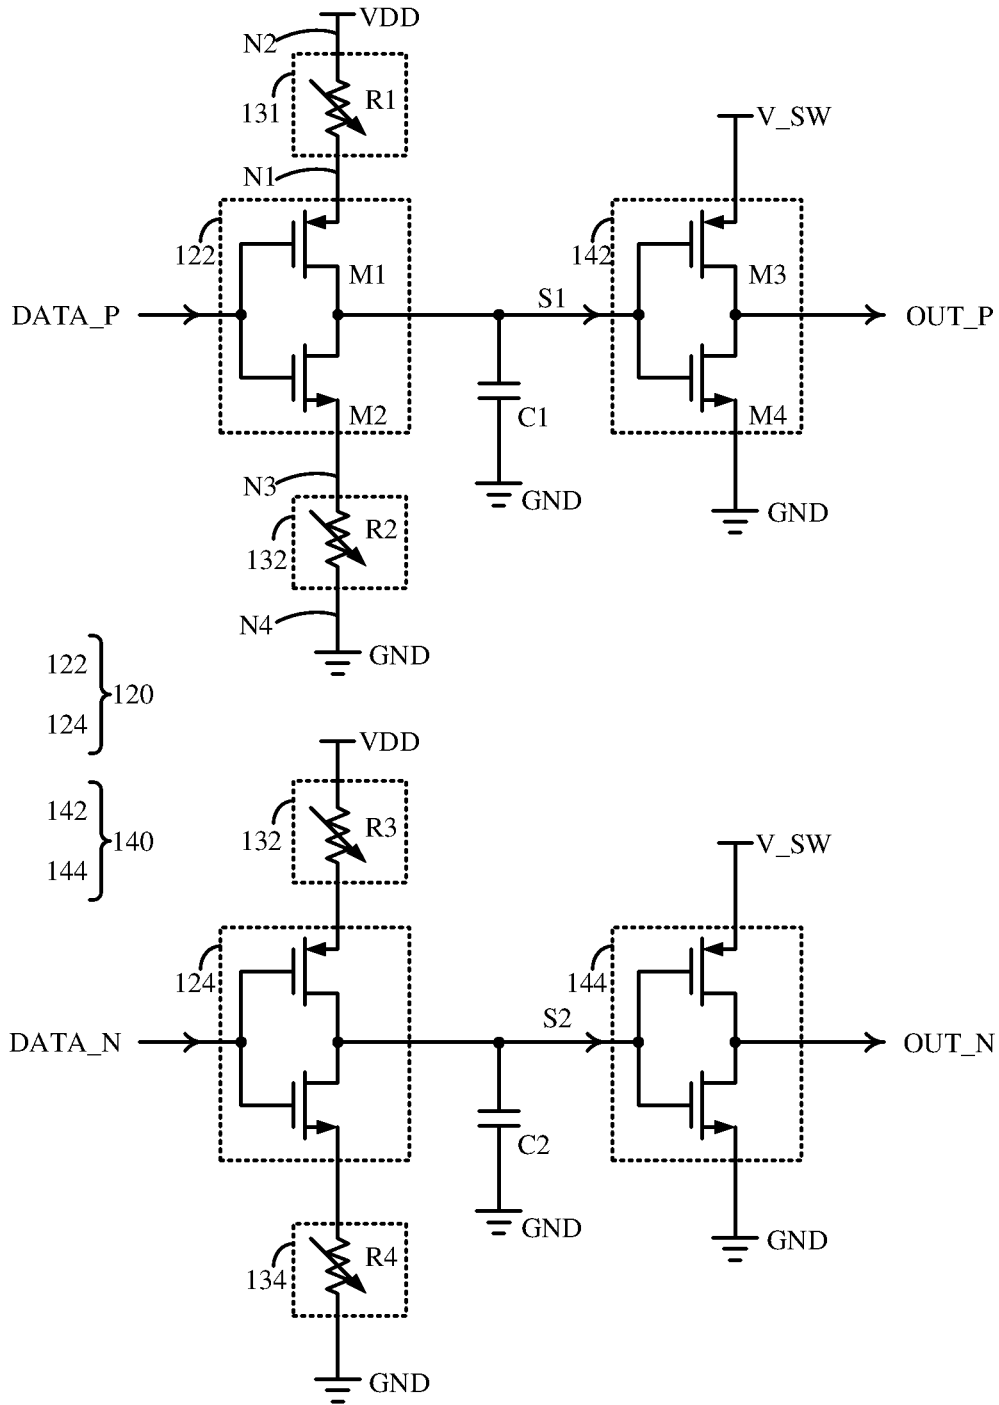 VDD
N2
R1
131
V_SW
N1
122
142
M1
M3
S1
DATA_P
OUT_P
M2
C1
M4
N3
GND
GND
R2
132
N4
GND
122
120
124
VDD
142
R3
132
140
V_SW
144
124
144
S2
DATA_N
OUT_N
C2
GND
GND
R4
134
GND